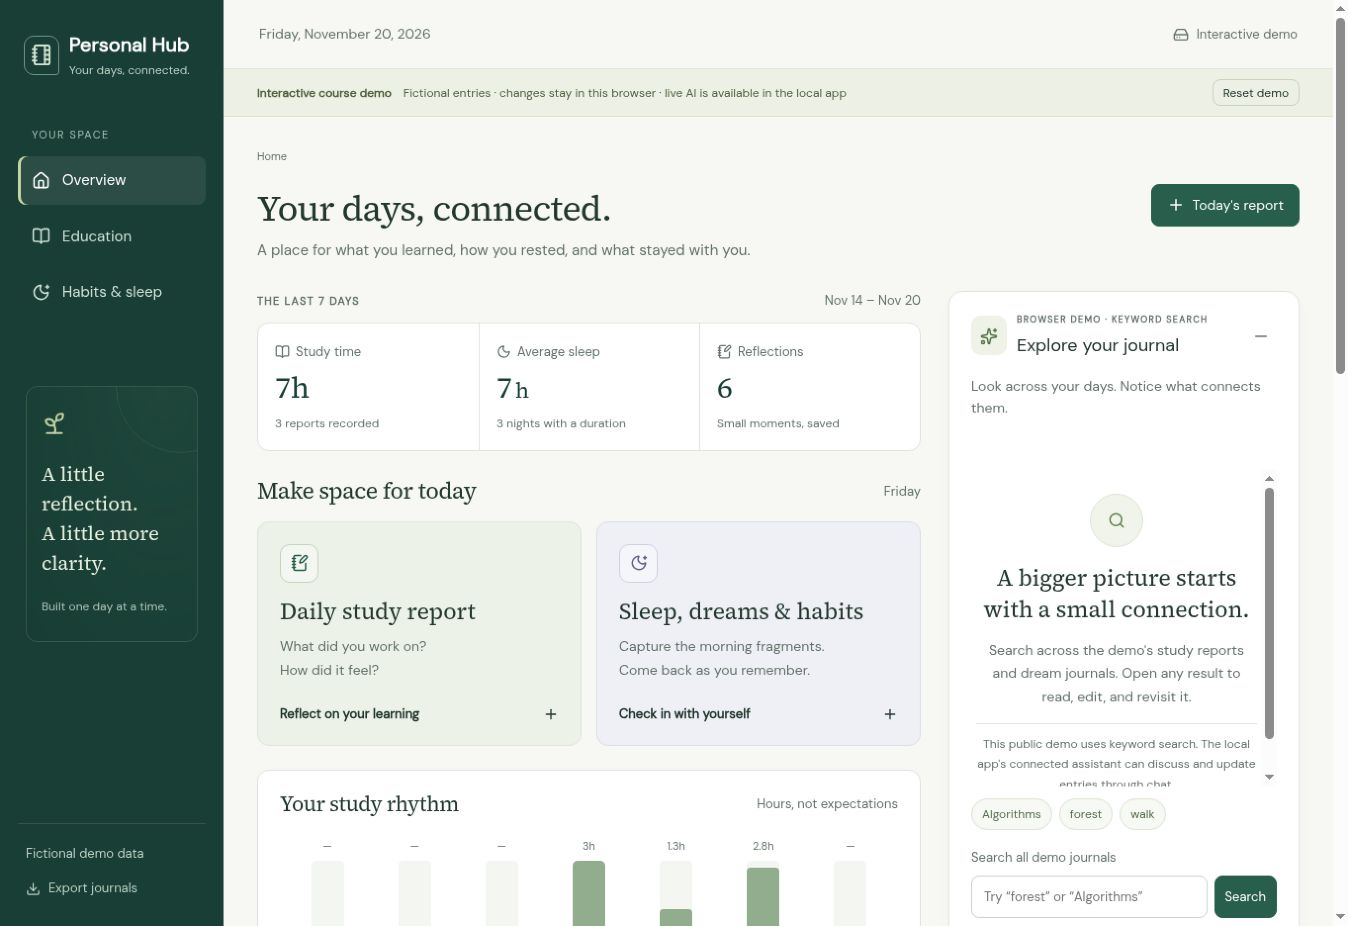 Personal Hub
Your days, connected.
YOUR SPACE
Overview
Education
Habits & sleep
A little
reflection.
A little more
clarity.
Built one day at a time.
Fictional demo data
Export journals
Friday, November 20, 2026
Interactive demo
Interactive course demo Fictional entries · changes stay in this browser · live AI is available in the local app
Reset demo
Home
Your days, connected.
A place for what you learned, how you rested, and what stayed with you.
+ Today's report
THE LAST 7 DAYS
Nov 14 – Nov 20
Study time
7h
3 reports recorded
Average sleep
7 h
3 nights with a duration
Reflections
6
Small moments, saved
Make space for today
Friday
Daily study report
What did you work on?
How did it feel?
Reflect on your learning +
Sleep, dreams & habits
Capture the morning fragments.
Come back as you remember.
Check in with yourself +
Your study rhythm
Hours, not expectations
— — — 3h 1.3h 2.8h —
BROWSER DEMO · KEYWORD SEARCH
Explore your journal
Look across your days. Notice what connects
them.
A bigger picture starts
with a small connection.
Search across the demo's study reports
and dream journals. Open any result to
read, edit, and revisit it.
This public demo uses keyword search. The local
app's connected assistant can discuss and update
entries through chat
Algorithms
forest
walk
Search all demo journals
Try “forest” or “Algorithms”
Search